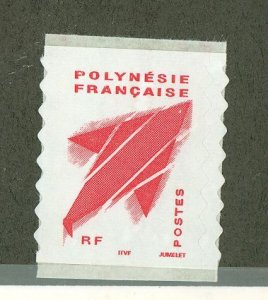 POLYNÉSIE
FRANÇAISE
POSTES
RF
ITVF JUMELET